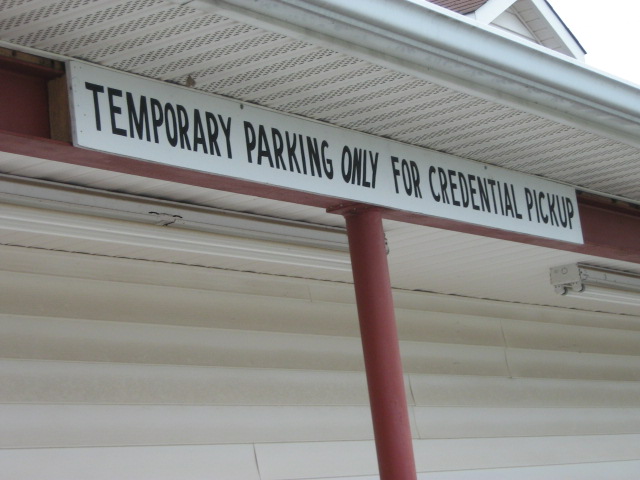 TEMPORARY PARKING ONLY FOR CREDENTIAL PICKUP